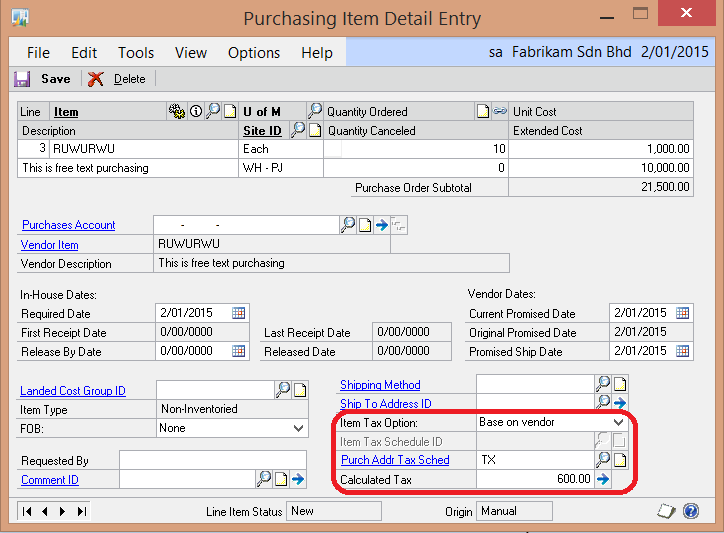 Purchasing Item Detail Entry
File Edit Tools View Options Help sa Fabrikam Sdn Bhd 2/01/2015
Save Delete
Line Item U of M Quantity Ordered Unit Cost
Description Site ID Quantity Canceled Extended Cost
3 RUWURWU Each 10 1,000.00
This is free text purchasing WH - PJ 0 10,000.00
Purchase Order Subtotal 21,500.00
Purchases Account - -
Vendor Item RUWURWU
Vendor Description This is free text purchasing
In-House Dates: Vendor Dates:
Required Date 2/01/2015 Current Promised Date 2/01/2015
First Receipt Date 0/00/0000 Last Receipt Date 0/00/0000 Original Promised Date 2/01/2015
Release By Date 0/00/0000 Released Date 0/00/0000 Promised Ship Date 2/01/2015
Landed Cost Group ID Shipping Method
Item Type Non-Inventoried Ship To Address ID
FOB: None Item Tax Option: Base on vendor
Item Tax Schedule ID
Requested By Purch Addr Tax Sched TX
Comment ID Calculated Tax 600.00
Line Item Status New Origin Manual